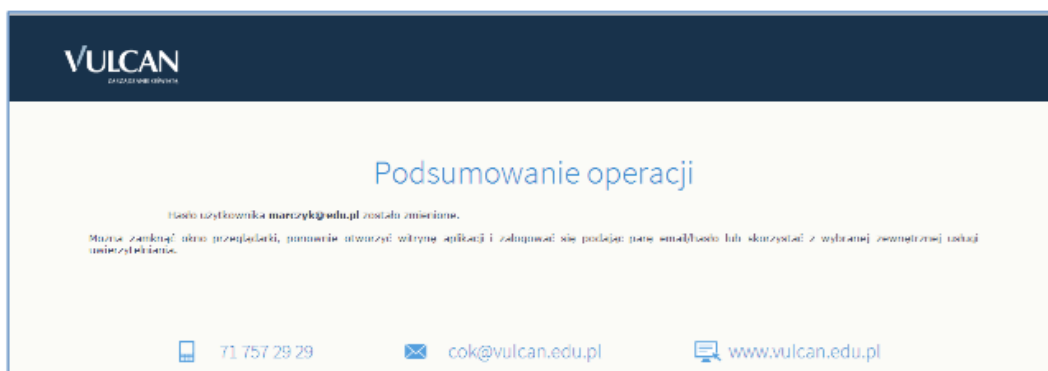 VULCAN
ZARZĄDZANIE OŚWIATĄ
Podsumowanie operacji
Hasło użytkownika marczyk@edu.pl zostało zmienione.
Można zamknąć okno przeglądarki, ponownie otworzyć witrynę aplikacji i zalogować się podając parę email/hasło lub skorzystać z wybranej zewnętrznej usługi
uwierzytelniania.
71 757 29 29
cok@vulcan.edu.pl
www.vulcan.edu.pl